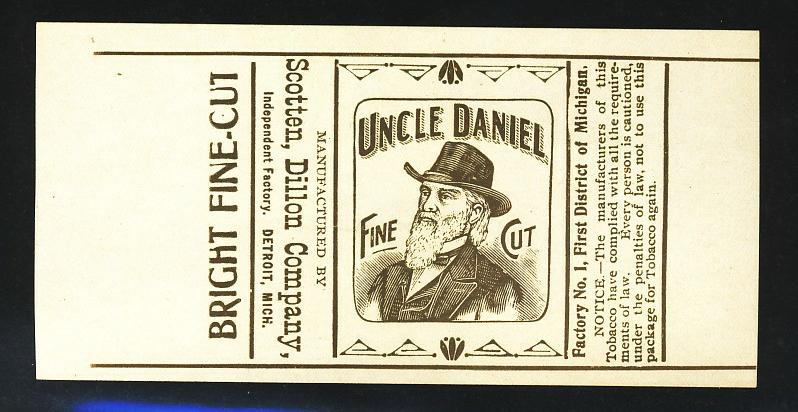 BRIGHT FINE-CUT
MANUFACTURED BY
Scotten, Dillon Company,
Independent Factory. DETROIT, MICH.
UNCLE DANIEL
FINE CUT
Factory No. 1, First District of Michigan.
NOTICE.—The manufacturers of this
Tobacco have complied with all the require-
ments of law. Every person is cautioned,
under the penalties of law, not to use this
package for Tobacco again.